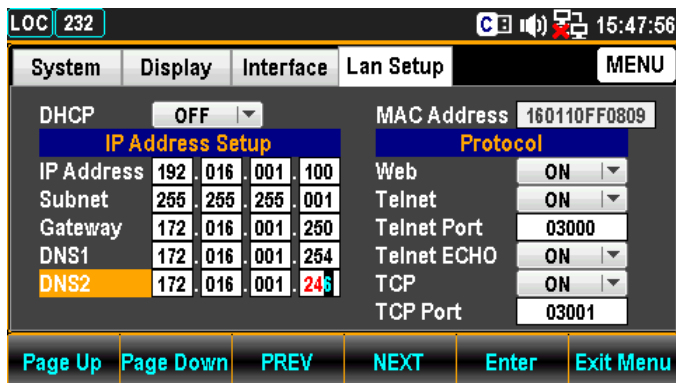 LOC 232 C 15:47:56
System Display Interface Lan Setup MENU
DHCP OFF MAC Address 160110FF0809
IP Address Setup Protocol
IP Address 192 . 016 . 001 . 100 Web ON
Subnet 255 . 255 . 255 . 001 Telnet ON
Gateway 172 . 016 . 001 . 250 Telnet Port 03000
DNS1 172 . 016 . 001 . 254 Telnet ECHO ON
DNS2 172 . 016 . 001 . 246 TCP ON
TCP Port 03001
Page Up Page Down PREV NEXT Enter Exit Menu